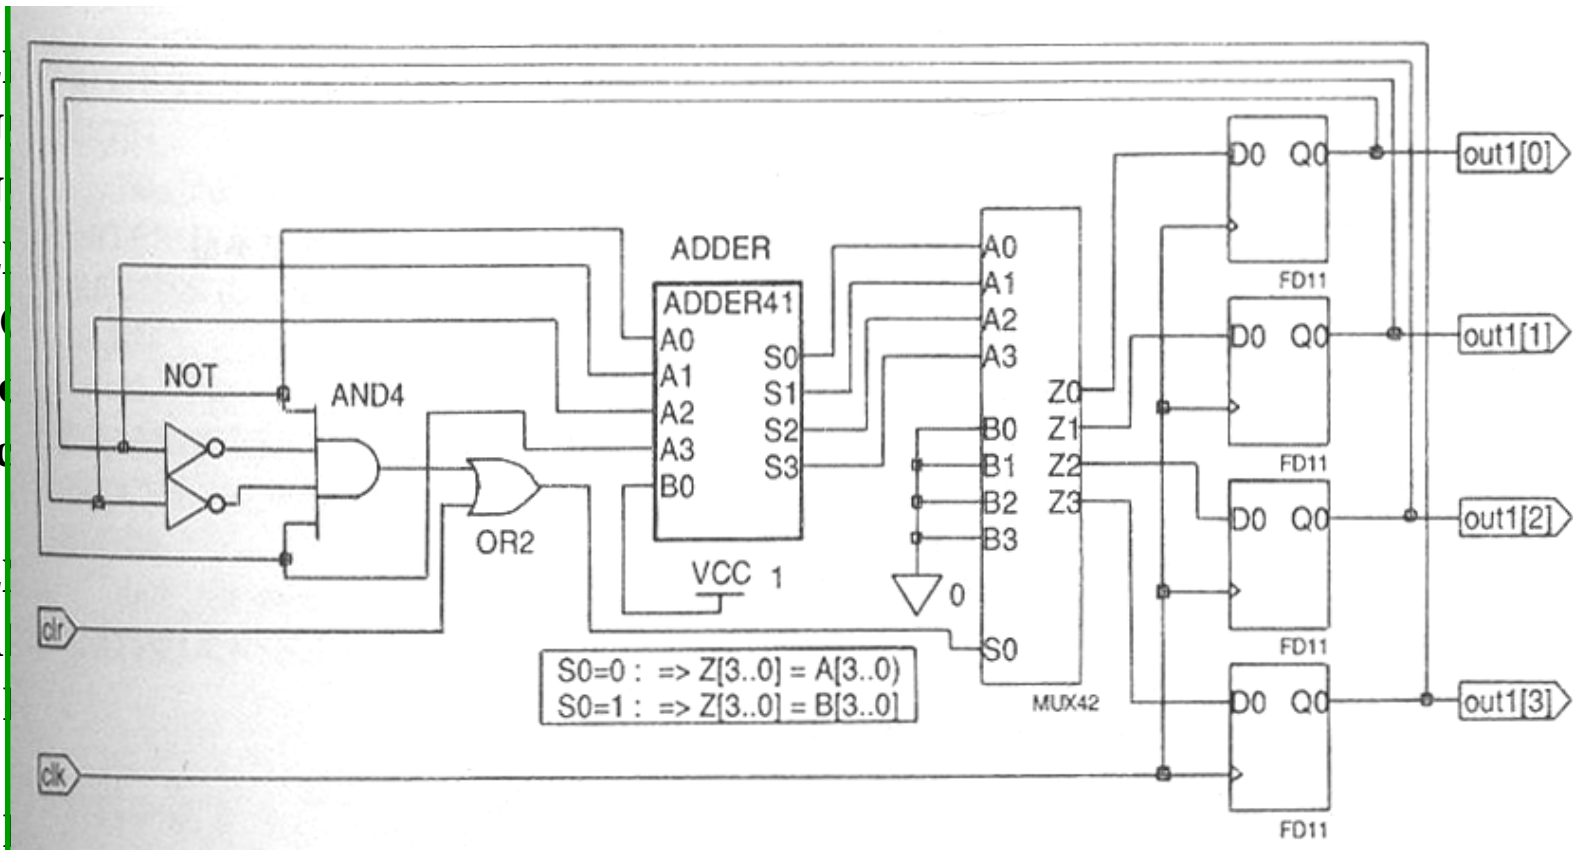 out1[0]
D0 Q0
FD11
ADDER
ADDER41
A0
A1
A2
A3
B0
S0
S1
S2
S3
A0
A1
A2
A3
B0
B1
B2
B3
S0
Z0
Z1
Z2
Z3
MUX42
D0 Q0
out1[1]
FD11
NOT
AND4
OR2
VCC 1
0
D0 Q0
out1[2]
FD11
clr
S0=0 : => Z[3..0] = A[3..0)
S0=1 : => Z[3..0] = B[3..0]
D0 Q0
out1[3]
clk
FD11